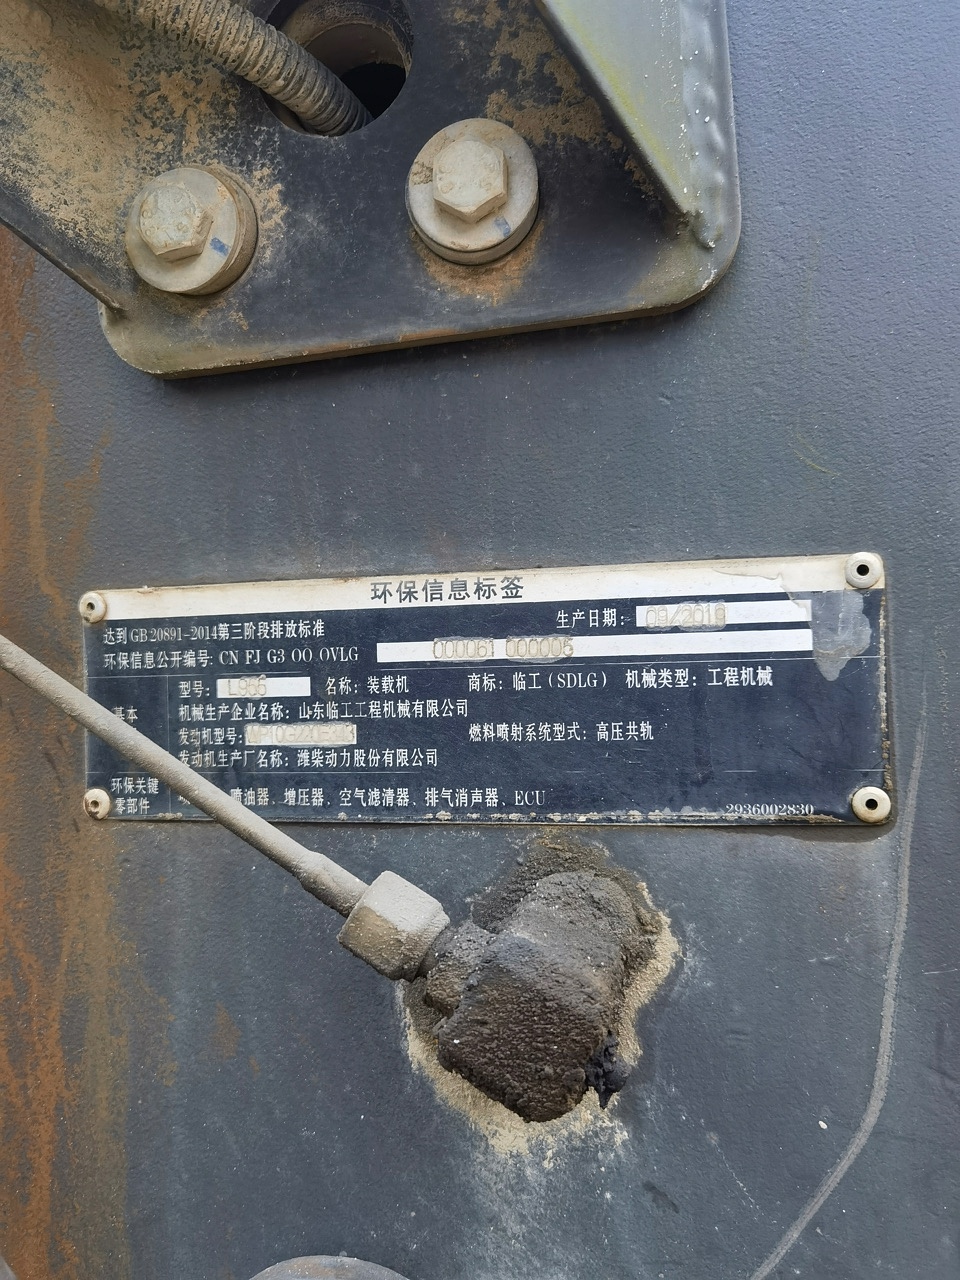 环保信息标签
达到GB 20891-2014第三阶段排放标准 生产日期: 09/2018
环保信息公开编号: CN FJ G3 OO OVLG 000061 000005
基本
型号: L956 名称: 装载机 商标: 临工(SDLG) 机械类型: 工程机械
机械生产企业名称: 山东临工工程机械有限公司
发动机型号: 燃料喷射系统型式: 高压共轨
发动机生产厂名称: 潍柴动力股份有限公司
环保关键
零部件
喷油器、增压器、空气滤清器、排气消声器、ECU
2936002830